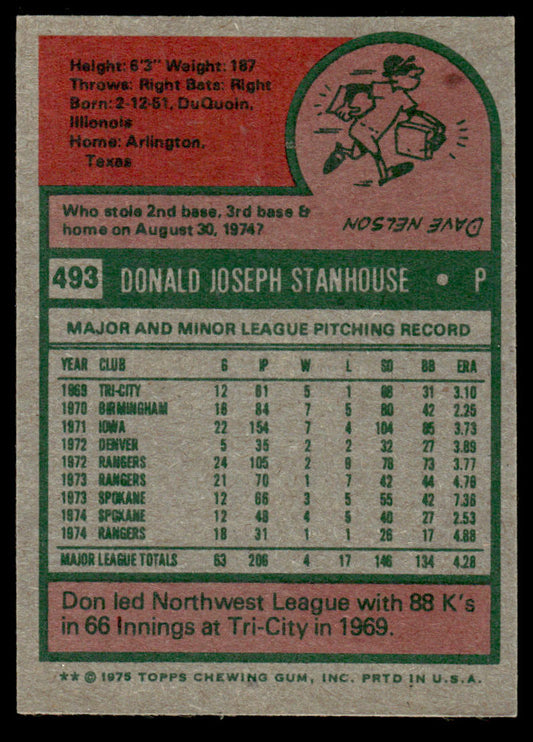 Height: 6'3" Weight: 187
Throws: Right Bats: Right
Born: 2-12-51, DuQuoin,
Illionois
Home: Arlington,
Texas
Who stole 2nd base, 3rd base &
home on August 30, 1974?
DAVE NELSON
493 DONALD JOSEPH STANHOUSE • P
MAJOR AND MINOR LEAGUE PITCHING RECORD
YEAR CLUB G IP W L SO BB ERA
1969 TRI-CITY 12 61 5 1 88 31 3.10
1970 BIRMINGHAM 18 84 7 5 80 42 2.25
1971 IOWA 22 154 7 4 104 85 3.73
1972 DENVER 5 35 2 2 32 27 3.89
1972 RANGERS 24 105 2 9 78 73 3.77
1973 RANGERS 21 70 1 7 42 44 4.76
1973 SPOKANE 12 66 3 5 55 42 7.36
1974 SPOKANE 12 48 4 5 40 27 2.53
1974 RANGERS 18 31 1 1 26 17 4.88
MAJOR LEAGUE TOTALS 63 206 4 17 146 134 4.28
Don led Northwest League with 88 K's
in 66 Innings at Tri-City in 1969.
** © 1975 TOPPS CHEWING GUM, INC. PRTD IN U.S.A.